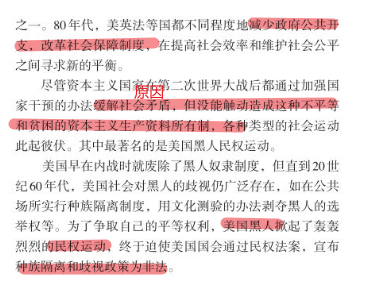 之一。80年代，美英法等国都不同程度地减少政府公共开
支，改革社会保障制度，在提高社会效率和维护社会公平
之间寻求新的平衡。
尽管资本主义国家在第二次世界大战后都通过加强国
原因
家干预的办法缓解社会矛盾，但没能触动造成这种不平等
和贫困的资本主义生产资料所有制，各种类型的社会运动
此起彼伏。其中最著名的是美国黑人民权运动。
美国早在内战时就废除了黑人奴隶制度，但直到20世
纪60年代，美国社会对黑人的歧视仍广泛存在，如在公共
场所实行种族隔离制度，用文化测验的办法剥夺黑人的选
举权等。为了争取自己的平等权利，美国黑人掀起了轰轰
烈烈的民权运动，终于迫使美国国会通过民权法案，宣布
种族隔离和歧视政策为非法。